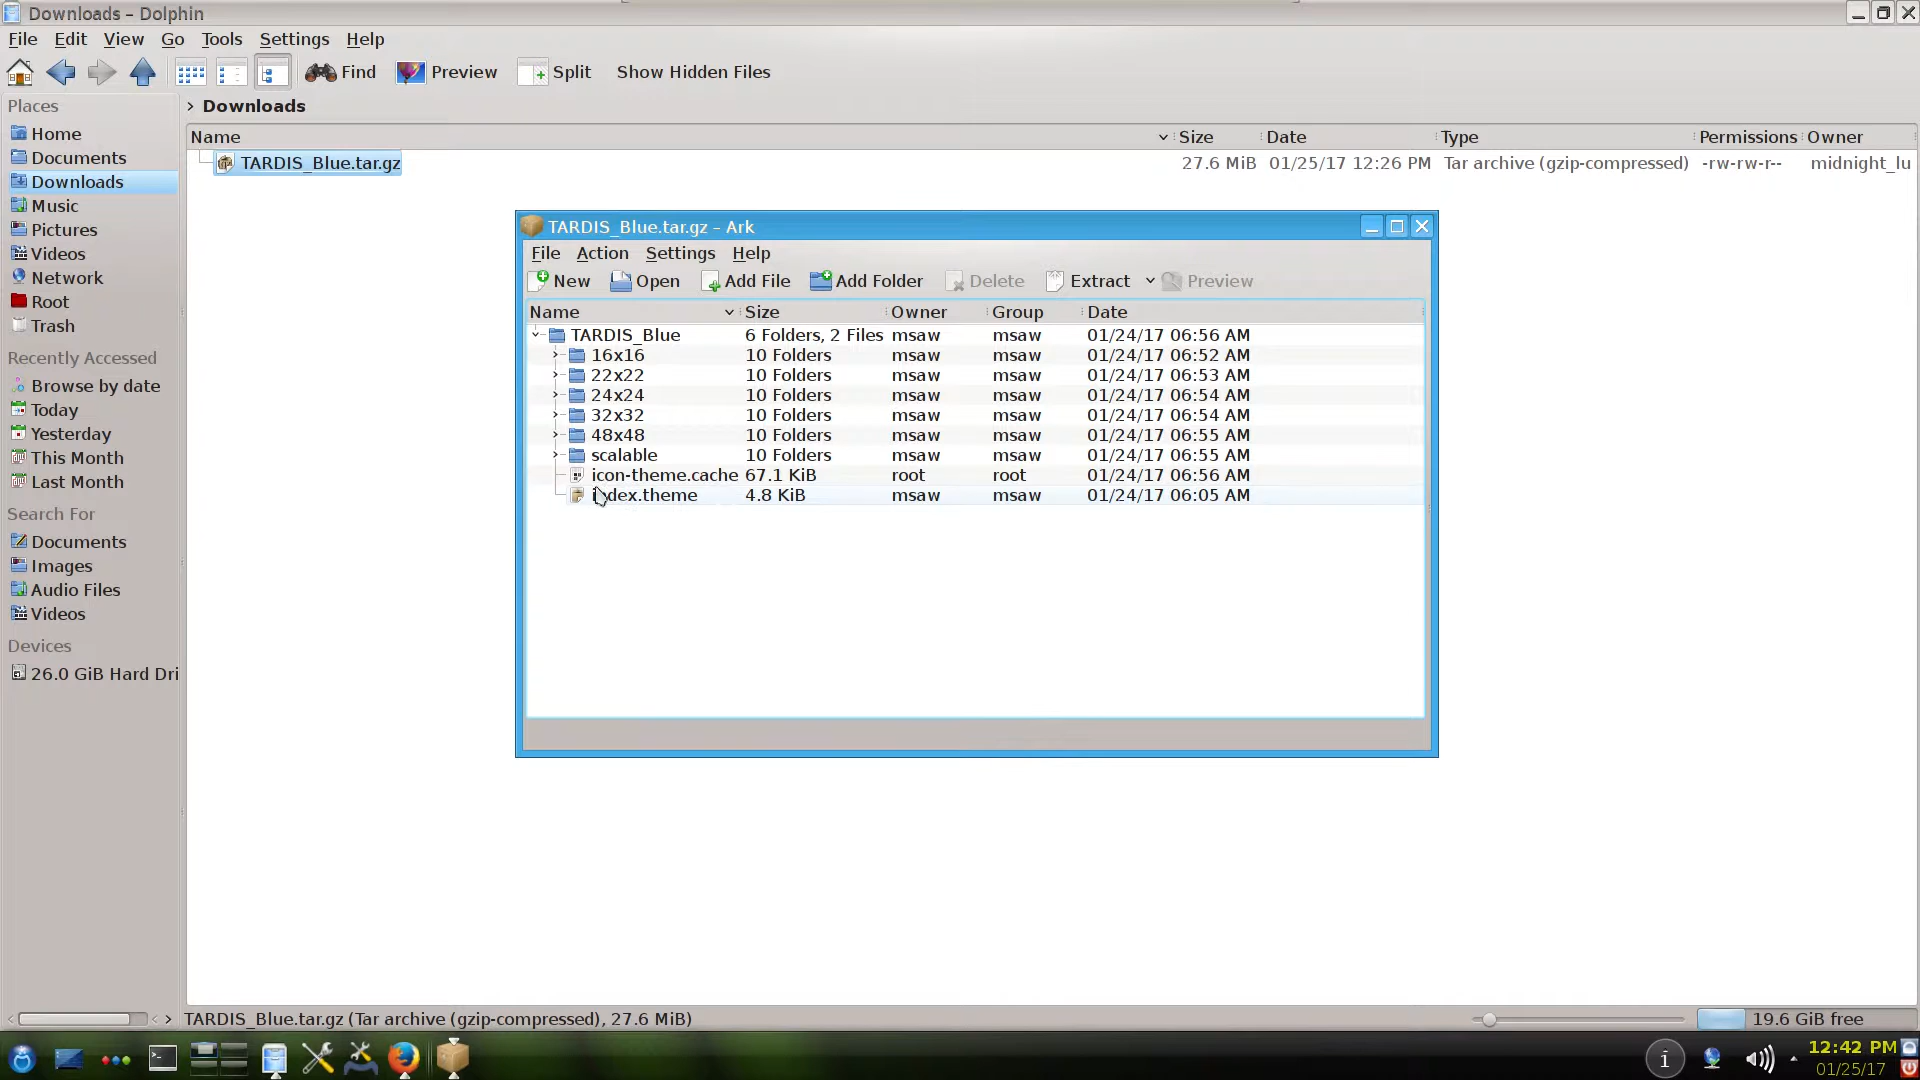 Downloads – Dolphin
File Edit View Go Tools Settings Help
Find Preview Split Show Hidden Files
Places
> Downloads
Name Size Date Type Permissions Owner
Home
Documents
Downloads
Music
Pictures
Videos
Network
Root
Trash
TARDIS_Blue.tar.gz 27.6 MiB 01/25/17 12:26 PM Tar archive (gzip-compressed) -rw-rw-r-- midnight_lu
Recently Accessed
Browse by date
Today
Yesterday
This Month
Last Month
Search For
Documents
Images
Audio Files
Videos
Devices
26.0 GiB Hard Dri
TARDIS_Blue.tar.gz – Ark
File Action Settings Help
New Open Add File Add Folder Delete Extract Preview
Name Size Owner Group Date
TARDIS_Blue 6 Folders, 2 Files msaw msaw 01/24/17 06:56 AM
16x16 10 Folders msaw msaw 01/24/17 06:52 AM
22x22 10 Folders msaw msaw 01/24/17 06:53 AM
24x24 10 Folders msaw msaw 01/24/17 06:54 AM
32x32 10 Folders msaw msaw 01/24/17 06:54 AM
48x48 10 Folders msaw msaw 01/24/17 06:55 AM
scalable 10 Folders msaw msaw 01/24/17 06:55 AM
icon-theme.cache 67.1 KiB root root 01/24/17 06:56 AM
index.theme 4.8 KiB msaw msaw 01/24/17 06:05 AM
TARDIS_Blue.tar.gz (Tar archive (gzip-compressed), 27.6 MiB)
19.6 GiB free
12:42 PM
01/25/17